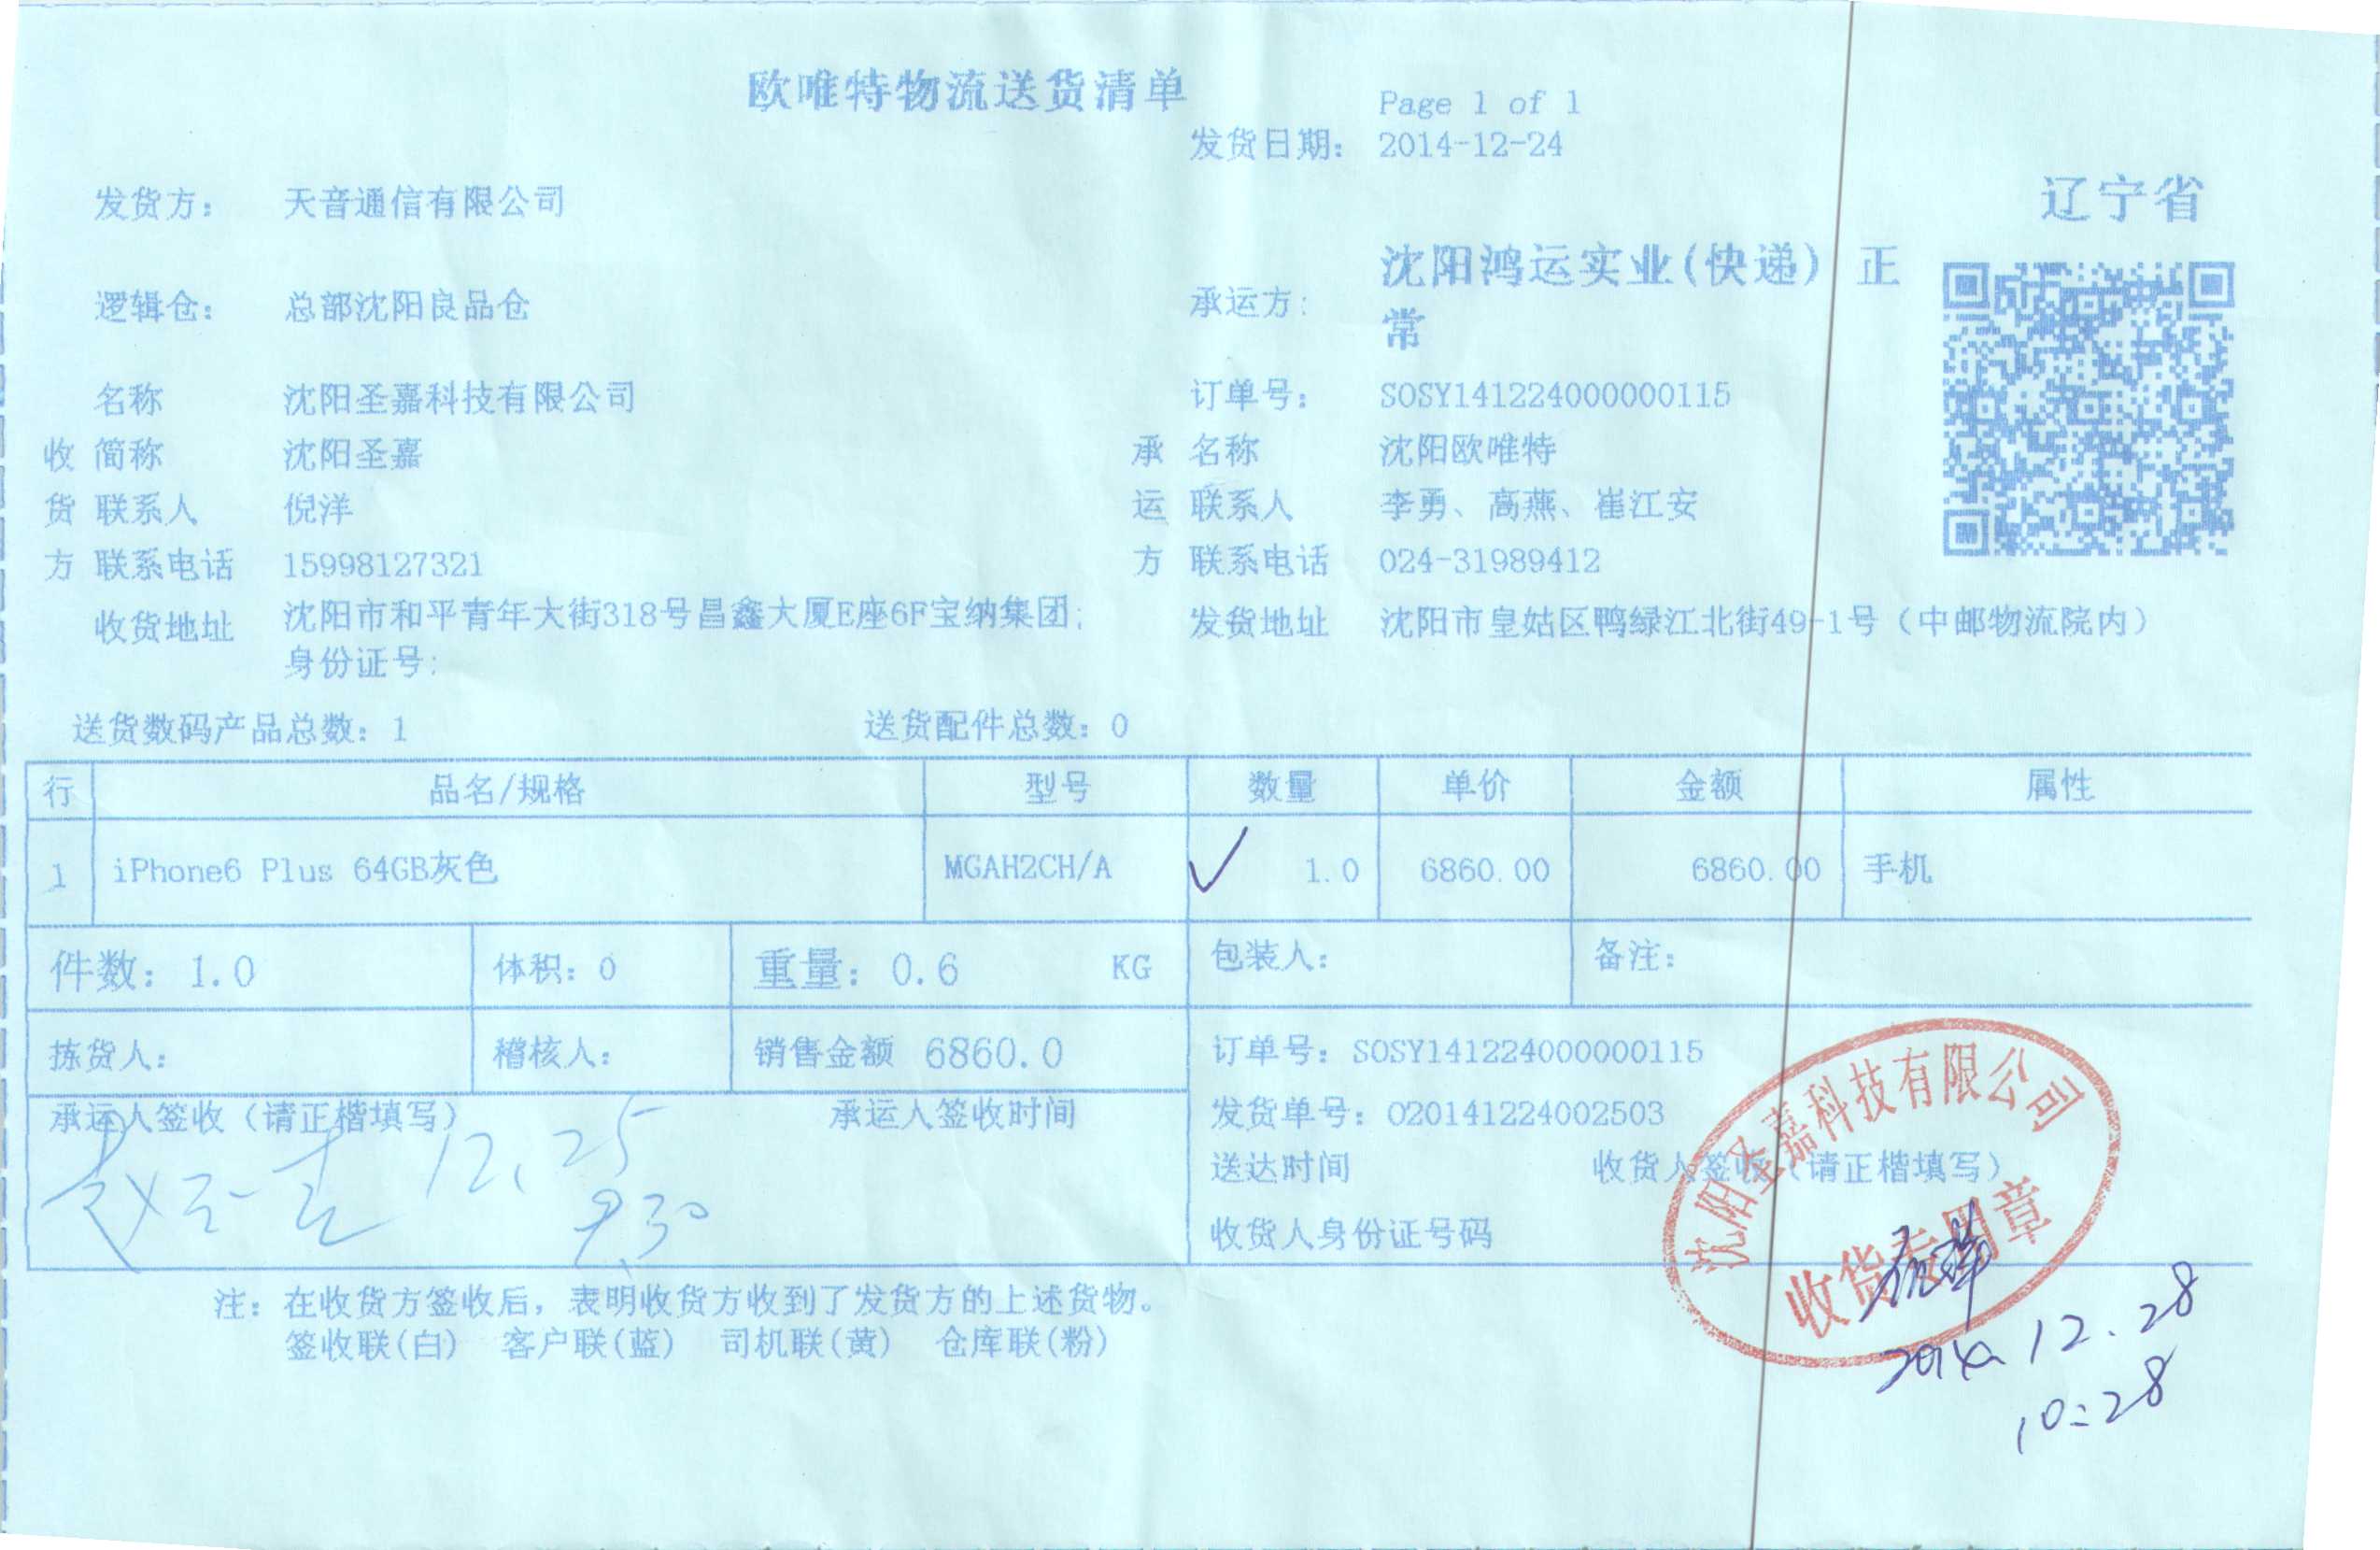 欧唯特物流送货清单
Page 1 of 1
发货日期: 2014-12-24
发货方: 天音通信有限公司
辽宁省
逻辑仓: 总部沈阳良品仓
承运方: 沈阳鸿运实业(快递) 正常
名称 沈阳圣嘉科技有限公司
订单号: SOSY141224000000115
收 简称 沈阳圣嘉
承 名称 沈阳欧唯特
货 联系人 倪洋
运 联系人 李勇、高燕、崔江安
方 联系电话 15998127321
方 联系电话 024-31989412
收货地址 沈阳市和平青年大街318号昌鑫大厦E座6F宝纳集团;
身份证号;
发货地址 沈阳市皇姑区鸭绿江北街49-1号（中邮物流院内）
送货数码产品总数: 1 送货配件总数: 0
行 品名/规格 型号 数量 单价 金额 属性
1 iPhone6 Plus 64GB灰色 MGAH2CH/A 1.0 6860.00 6860.00 手机
件数: 1.0 体积: 0 重量: 0.6 KG 包装人: 备注:
拣货人: 稽核人: 销售金额 6860.0
订单号: SOSY141224000000115
承运人签收（请正楷填写） 承运人签收时间
12.25
9.30
发货单号: O20141224002503
送达时间 收货人签收（请正楷填写）
收货人身份证号码
沈阳圣嘉科技有限公司
收货专用章
2014.12.28
10:28
注: 在收货方签收后，表明收货方收到了发货方的上述货物。
签收联(白) 客户联(蓝) 司机联(黄) 仓库联(粉)